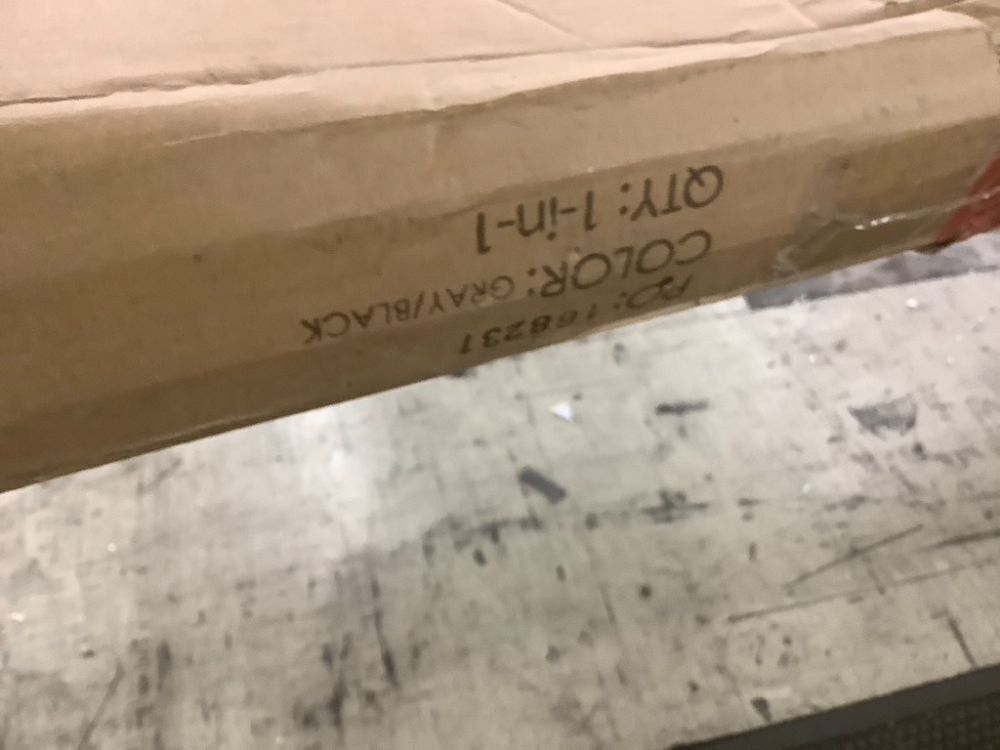 PO: 168231
COLOR: GRAY/BLACK
QTY: 1-in-1